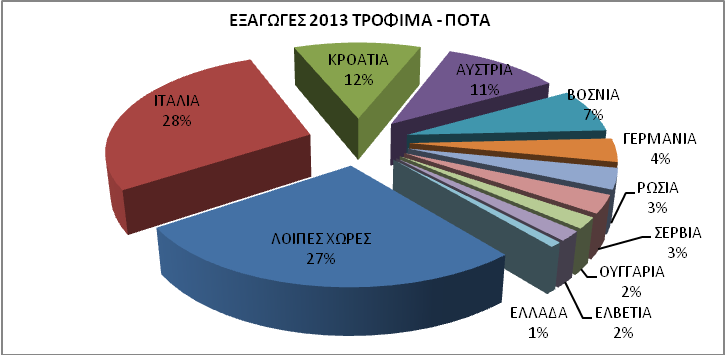 ΕΞΑΓΩΓΕΣ 2013 ΤΡΟΦΙΜΑ - ΠΟΤΑ
ΚΡΟΑΤΙΑ
12%
ΑΥΣΤΡΙΑ
11%
ΙΤΑΛΙΑ
28%
ΒΟΣΝΙΑ
7%
ΓΕΡΜΑΝΙΑ
4%
ΡΩΣΙΑ
3%
ΣΕΡΒΙΑ
3%
ΟΥΓΓΑΡΙΑ
2%
ΕΛΒΕΤΙΑ
2%
ΕΛΛΑΔΑ
1%
ΛΟΙΠΕΣ ΧΩΡΕΣ
27%